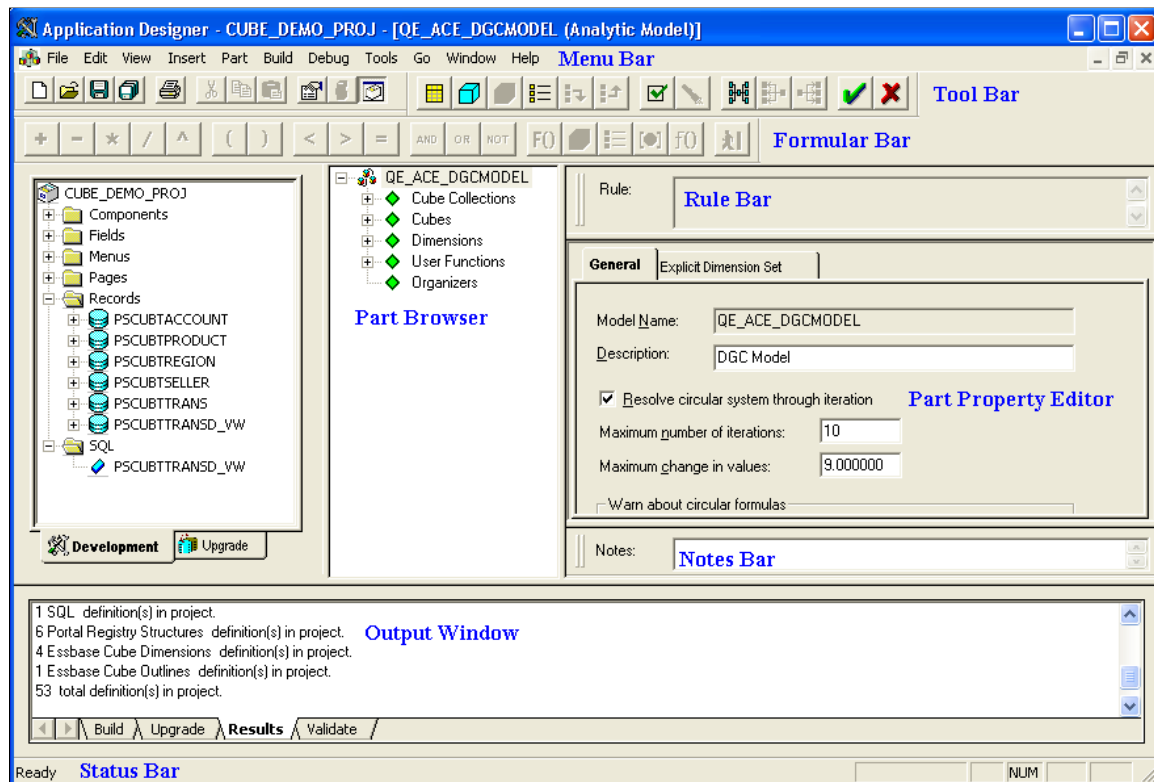 Application Designer - CUBE_DEMO_PROJ - [QE_ACE_DGCMODEL (Analytic Model)]
File Edit View Insert Part Build Debug Tools Go Window Help Menu Bar
Tool Bar
+ - * / ^ ( ) < > = AND OR NOT F() f() Formular Bar
CUBE_DEMO_PROJ
Components
Fields
Menus
Pages
Records
PSCUBTACCOUNT
PSCUBTPRODUCT
PSCUBTREGION
PSCUBTSELLER
PSCUBTTRANS
PSCUBTTRANSD_VW
SQL
PSCUBTTRANSD_VW
Development Upgrade
QE_ACE_DGCMODEL
Cube Collections
Cubes
Dimensions
User Functions
Organizers
Part Browser
Rule:
Rule Bar
General Explicit Dimension Set
Model Name: QE_ACE_DGCMODEL
Description: DGC Model
Resolve circular system through iteration Part Property Editor
Maximum number of iterations: 10
Maximum change in values: 9.000000
Warn about circular formulas
Notes: Notes Bar
1 SQL definition(s) in project.
6 Portal Registry Structures definition(s) in project. Output Window
4 Essbase Cube Dimensions definition(s) in project.
1 Essbase Cube Outlines definition(s) in project.
53 total definition(s) in project.
Build Upgrade Results Validate
Ready Status Bar NUM